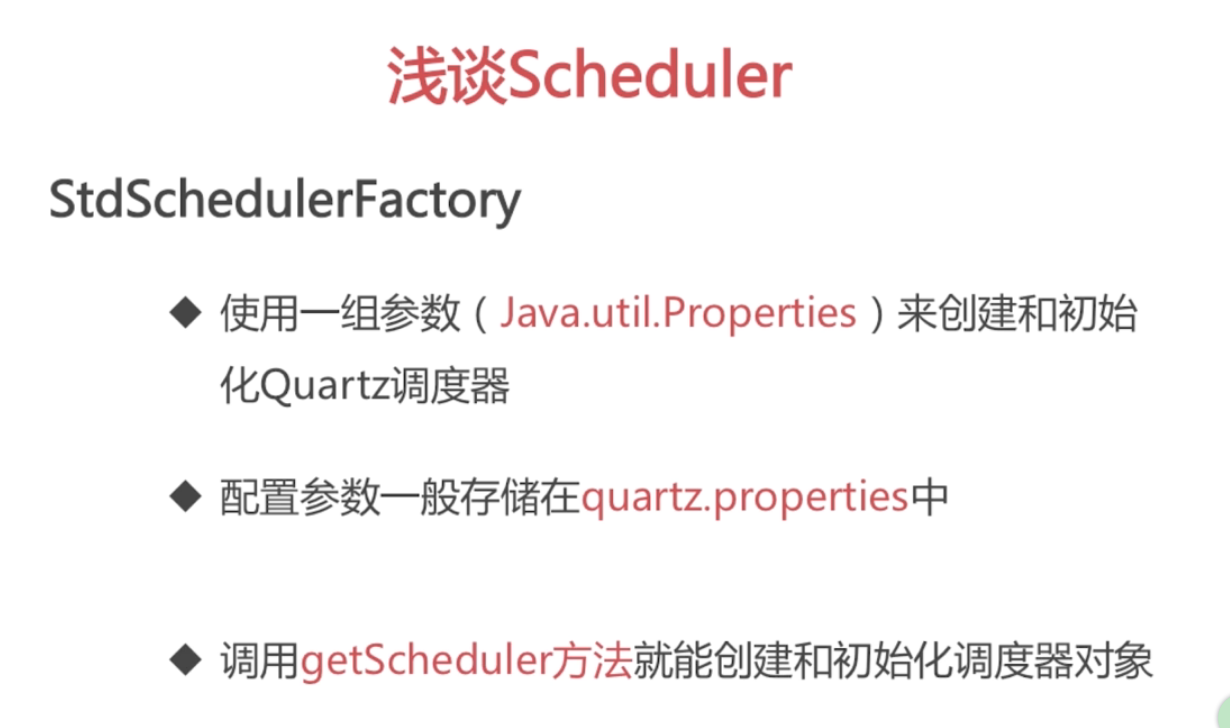 浅谈Scheduler
StdSchedulerFactory
◆ 使用一组参数（Java.util.Properties）来创建和初始
化Quartz调度器
◆ 配置参数一般存储在quartz.properties中
◆ 调用getScheduler方法就能创建和初始化调度器对象